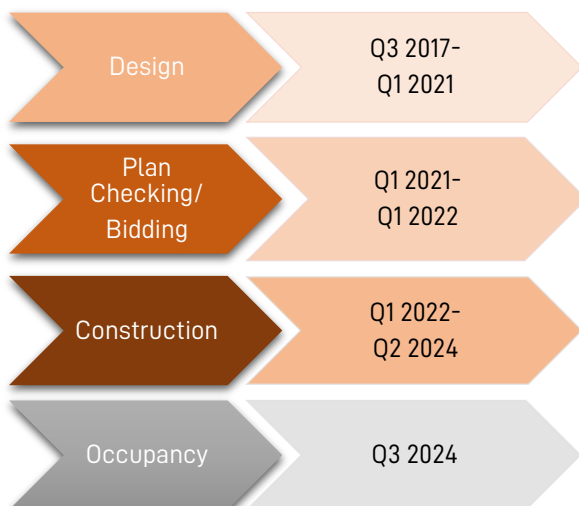 Design
Q3 2017-
Q1 2021
Plan
Checking/
Bidding
Q1 2021-
Q1 2022
Construction
Q1 2022-
Q2 2024
Occupancy
Q3 2024